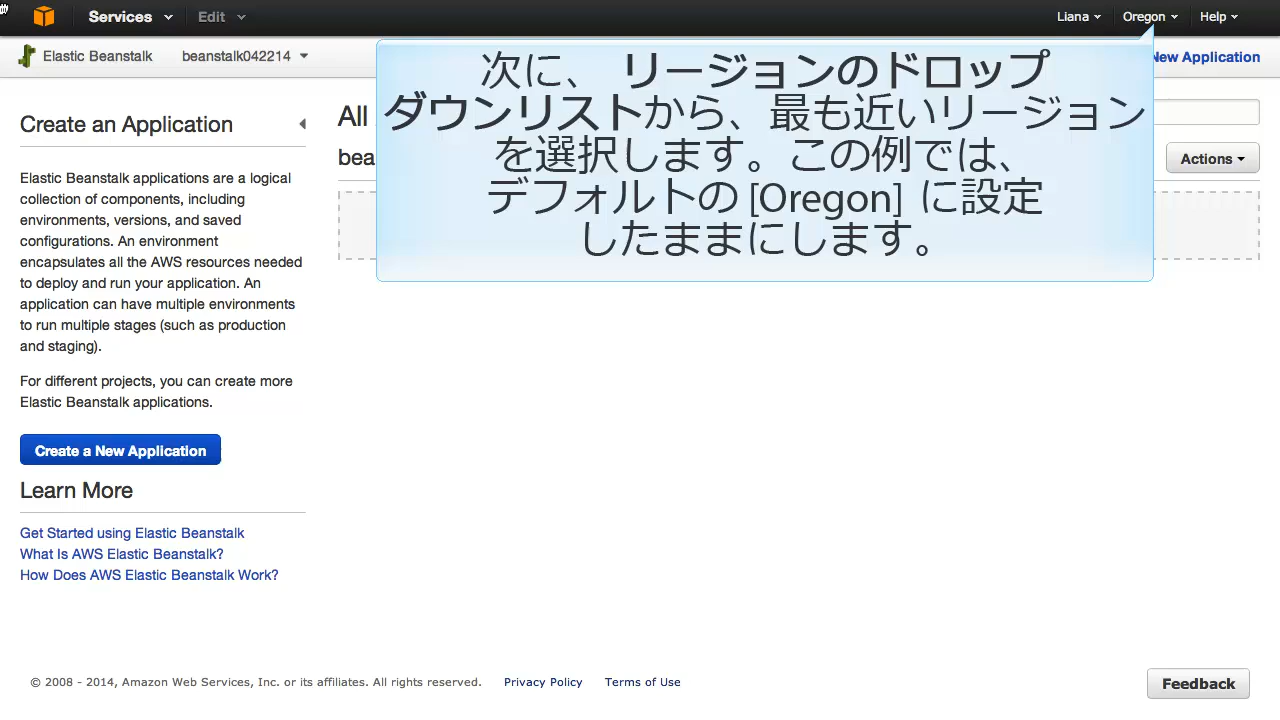 Services Edit Liana Oregon Help
Elastic Beanstalk beanstalk042214 New Application
次に、 リージョンのドロップ
ダウンリストから、最も近いリージョン
を選択します。この例では、
デフォルトの [Oregon] に設定
したままにします。
Create an Application
All
bea
Actions
Elastic Beanstalk applications are a logical
collection of components, including
environments, versions, and saved
configurations. An environment
encapsulates all the AWS resources needed
to deploy and run your application. An
application can have multiple environments
to run multiple stages (such as production
and staging).
For different projects, you can create more
Elastic Beanstalk applications.
Create a New Application
Learn More
Get Started using Elastic Beanstalk
What Is AWS Elastic Beanstalk?
How Does AWS Elastic Beanstalk Work?
© 2008 - 2014, Amazon Web Services, Inc. or its affiliates. All rights reserved. Privacy Policy Terms of Use
Feedback